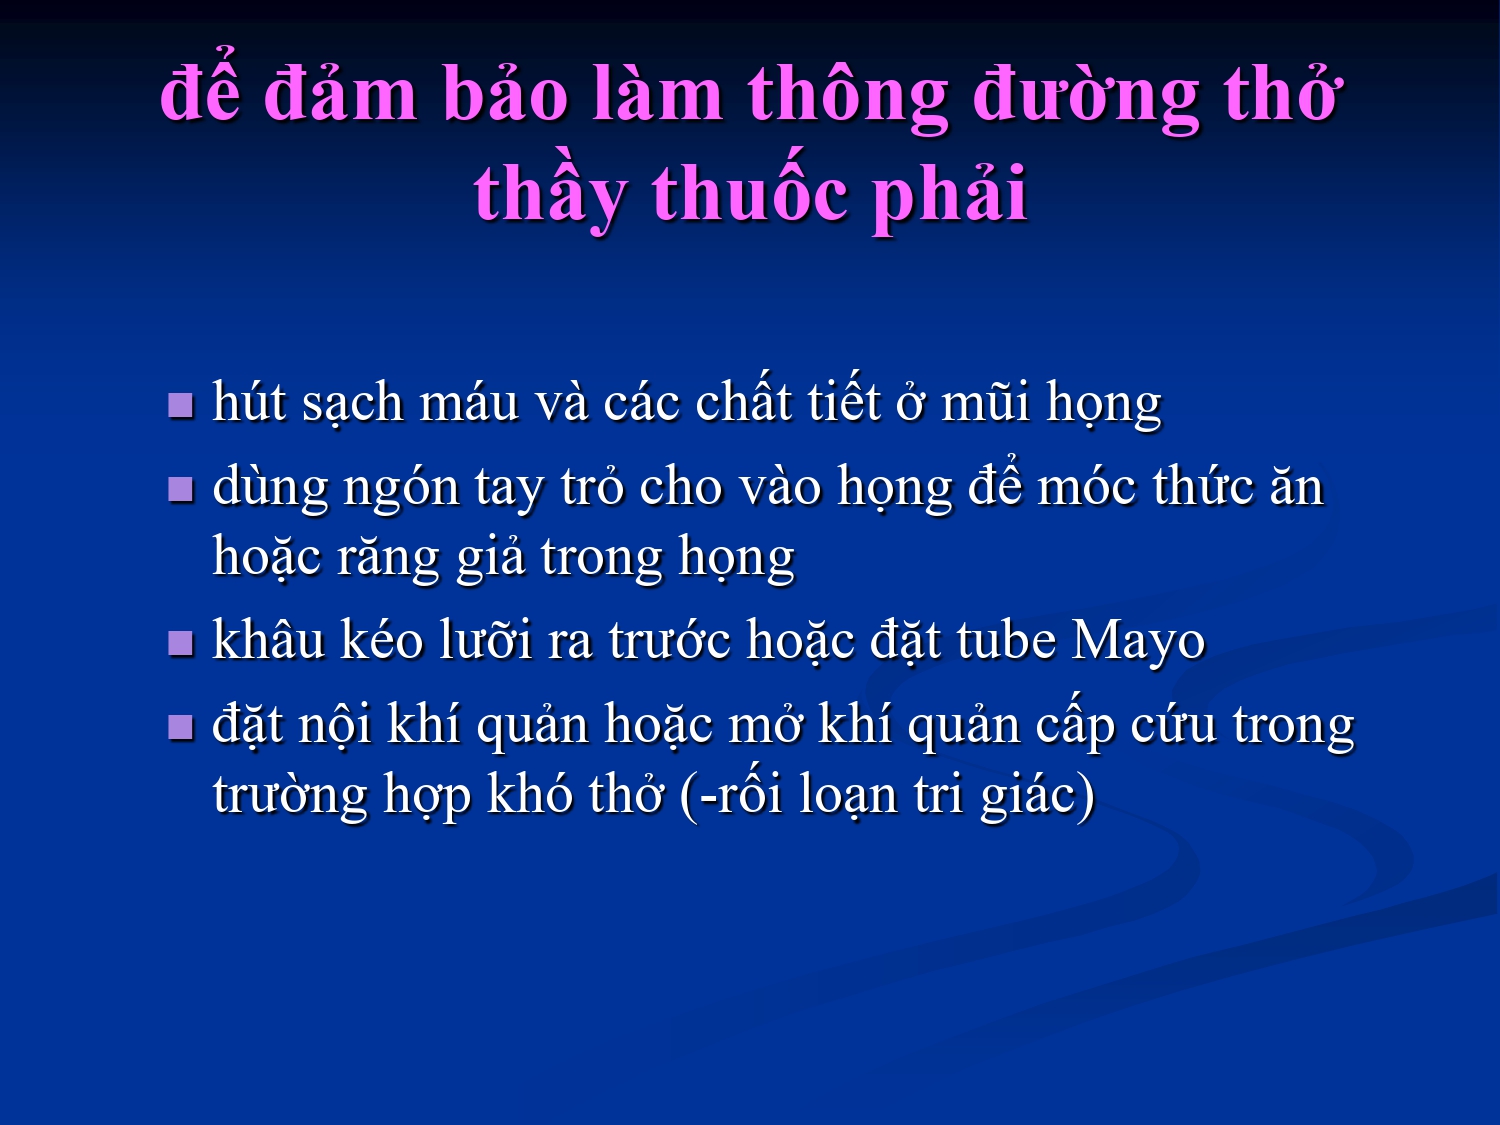 để đảm bảo làm thông đường thở
thầy thuốc phải
hút sạch máu và các chất tiết ở mũi họng
dùng ngón tay trỏ cho vào họng để móc thức ăn
hoặc răng giả trong họng
khâu kéo lưỡi ra trước hoặc đặt tube Mayo
đặt nội khí quản hoặc mở khí quản cấp cứu trong
trường hợp khó thở (-rối loạn tri giác)